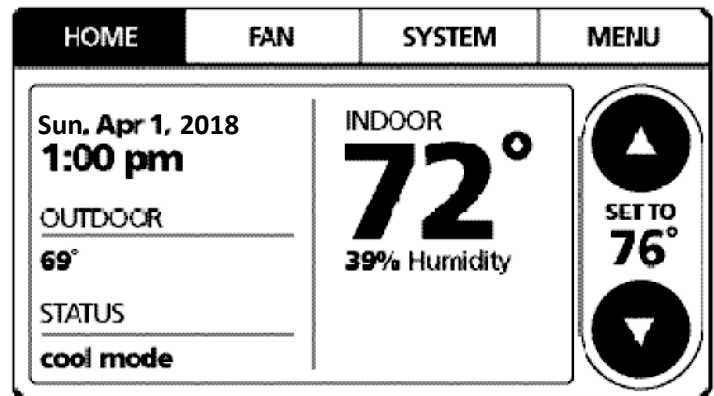 HOME FAN SYSTEM MENU
Sun, Apr 1, 2018
1:00 pm
OUTDOOR
69°
STATUS
cool mode
INDOOR
72°
39% Humidity
SET TO
76°